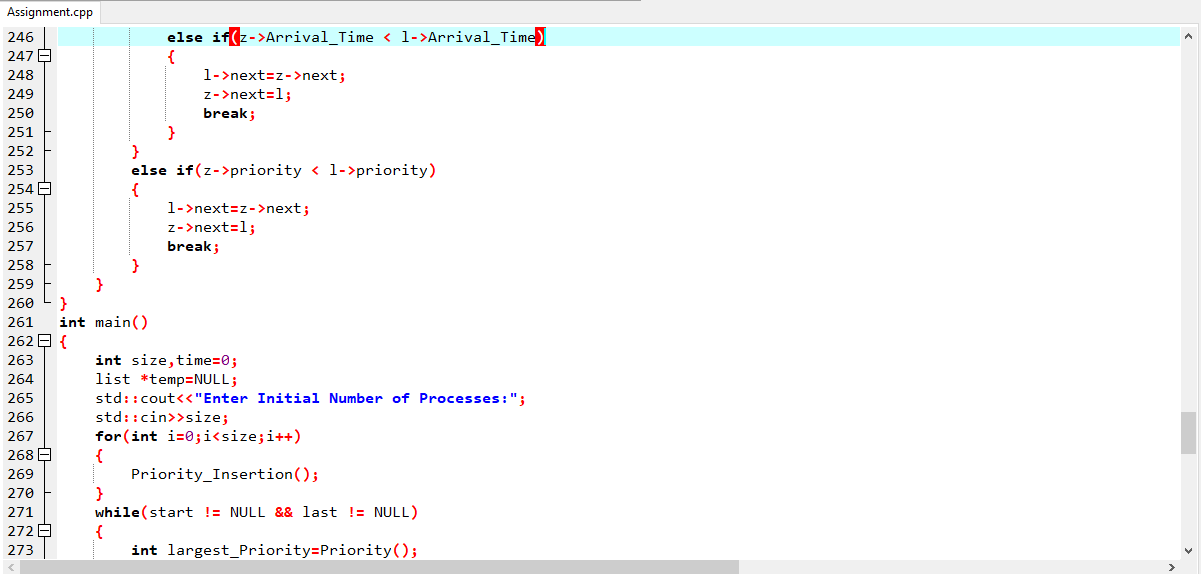 Assignment.cpp
246 else if(z->Arrival_Time < l->Arrival_Time)
247 {
248 l->next=z->next;
249 z->next=l;
250 break;
251 }
252 }
253 else if(z->priority < l->priority)
254 {
255 l->next=z->next;
256 z->next=l;
257 break;
258 }
259 }
260 }
261 int main()
262 {
263 int size,time=0;
264 list *temp=NULL;
265 std::cout<<"Enter Initial Number of Processes:";
266 std::cin>>size;
267 for(int i=0;i<size;i++)
268 {
269 Priority_Insertion();
270 }
271 while(start != NULL && last != NULL)
272 {
273 int largest_Priority=Priority();